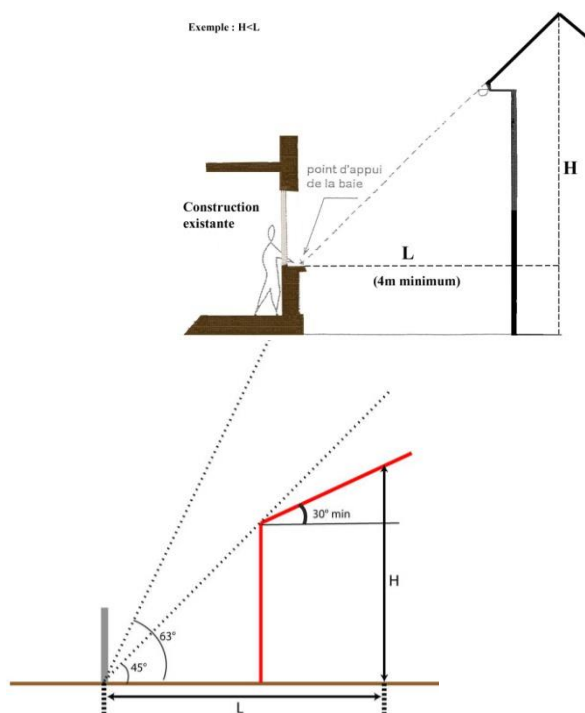 Exemple : H<L
point d'appui
de la baie
Construction
existante
H
L
(4m minimum)
30° min
H
63°
45°
L